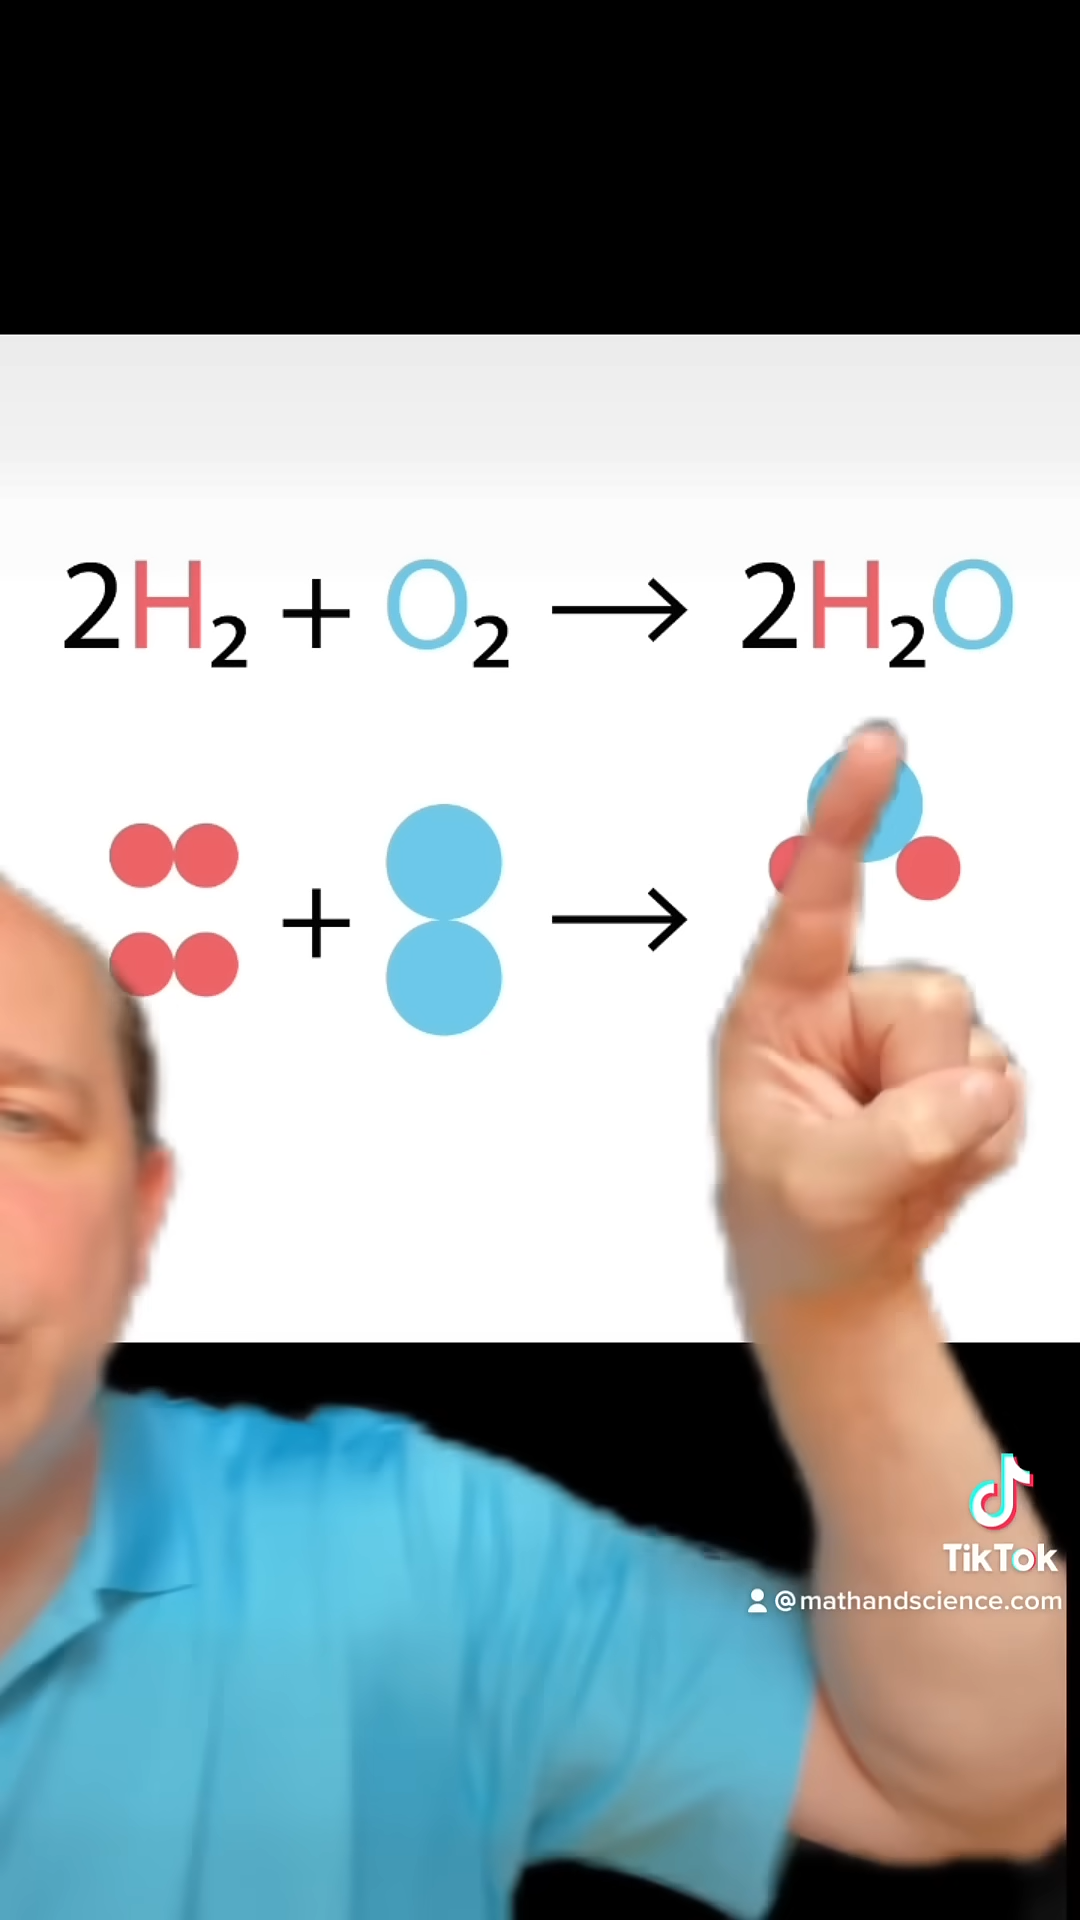 2H₂ + O₂ → 2H₂O
+ →
TikTok
@mathandscience.com